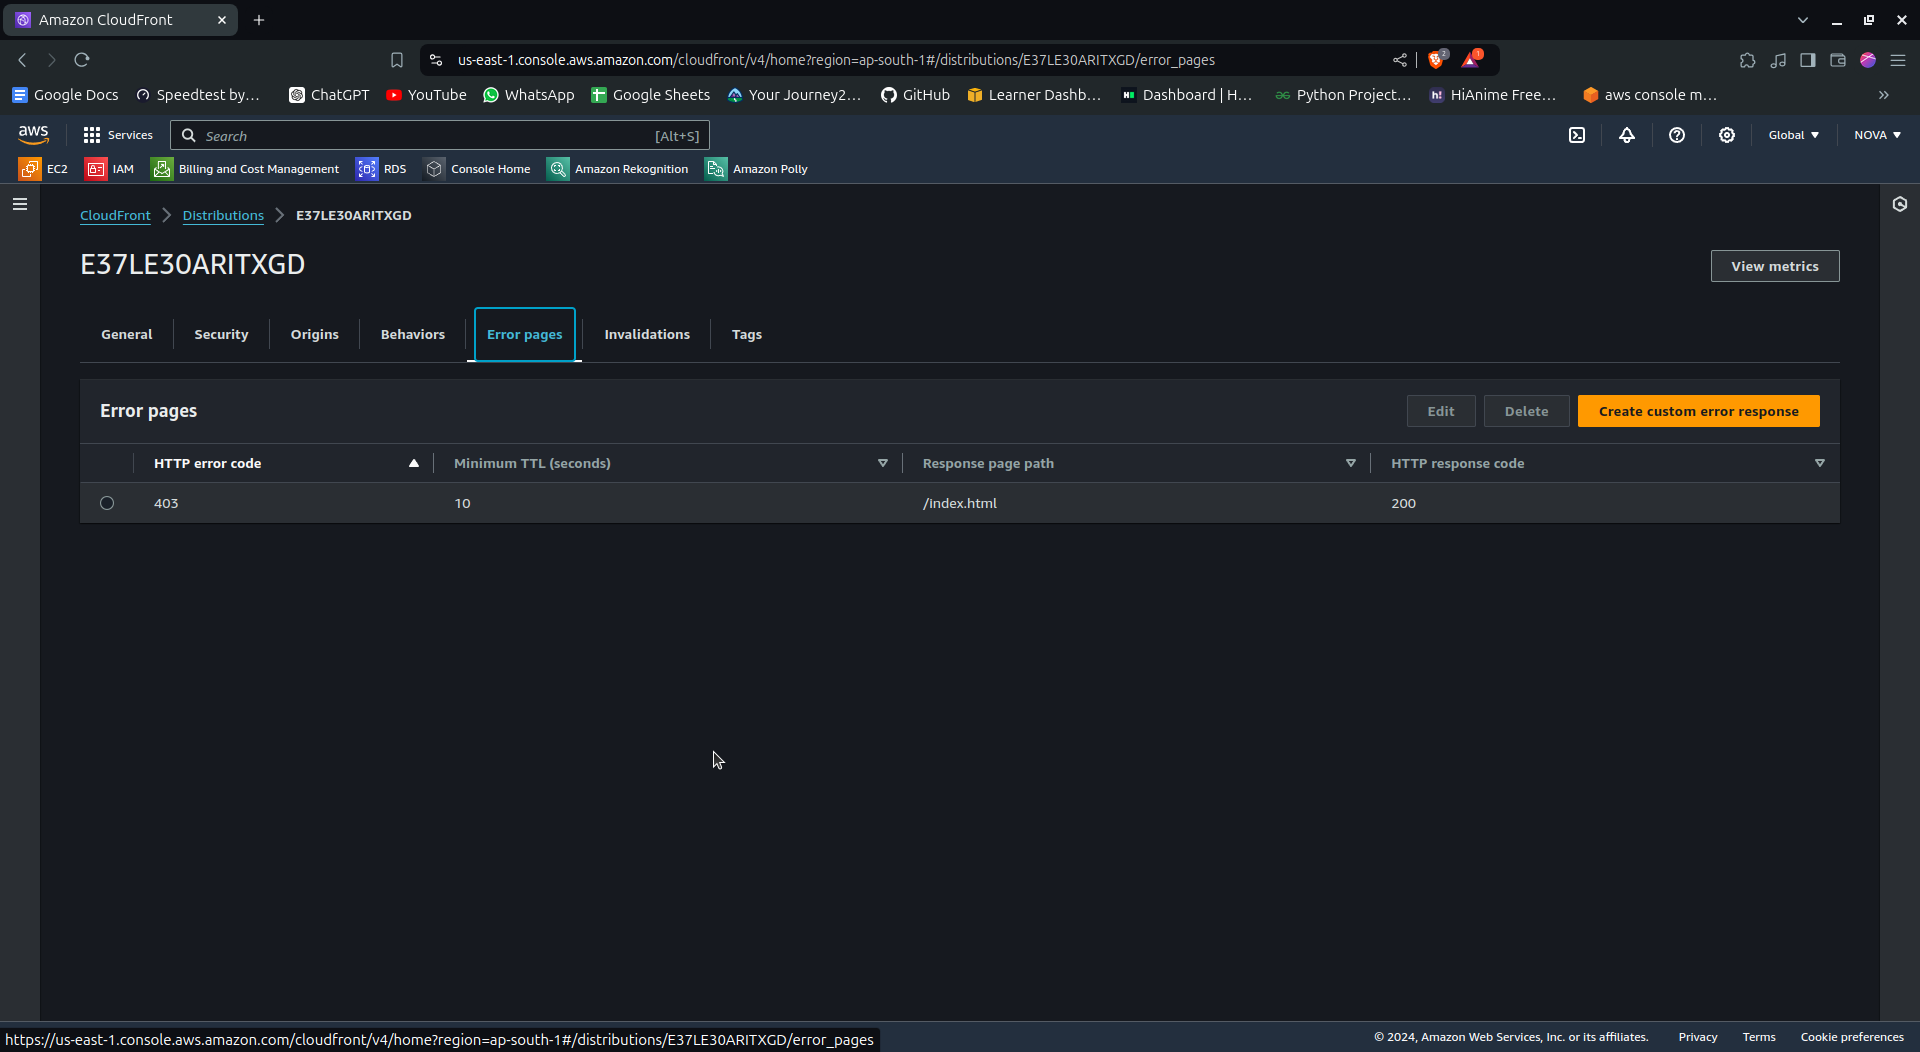 Amazon CloudFront
us-east-1.console.aws.amazon.com/cloudfront/v4/home?region=ap-south-1#/distributions/E37LE30ARITXGD/error_pages 2 1
Google Docs Speedtest by... ChatGPT YouTube WhatsApp Google Sheets Your Journey2... GitHub Learner Dashb... Dashboard | H... Python Project... HiAnime Free... aws console m...
aws Services Search [Alt+S] Global NOVA
EC2 IAM Billing and Cost Management RDS Console Home Amazon Rekognition Amazon Polly
CloudFront Distributions E37LE30ARITXGD
E37LE30ARITXGD
View metrics
General Security Origins Behaviors Error pages Invalidations Tags
Error pages Edit Delete Create custom error response
HTTP error code Minimum TTL (seconds) Response page path HTTP response code
403 10 /index.html 200
https://us-east-1.console.aws.amazon.com/cloudfront/v4/home?region=ap-south-1#/distributions/E37LE30ARITXGD/error_pages
© 2024, Amazon Web Services, Inc. or its affiliates. Privacy Terms Cookie preferences